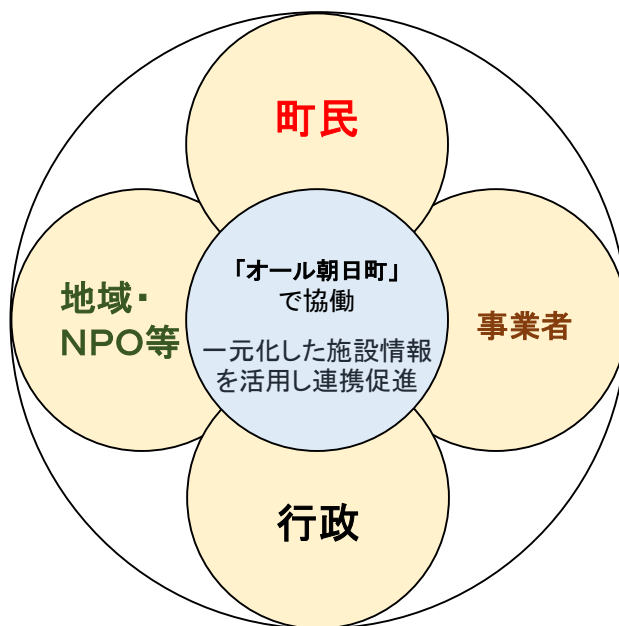 町民
「オール朝日町」
で協働
一元化した施設情報
を活用し連携促進
地域・
NPO等
事業者
行政